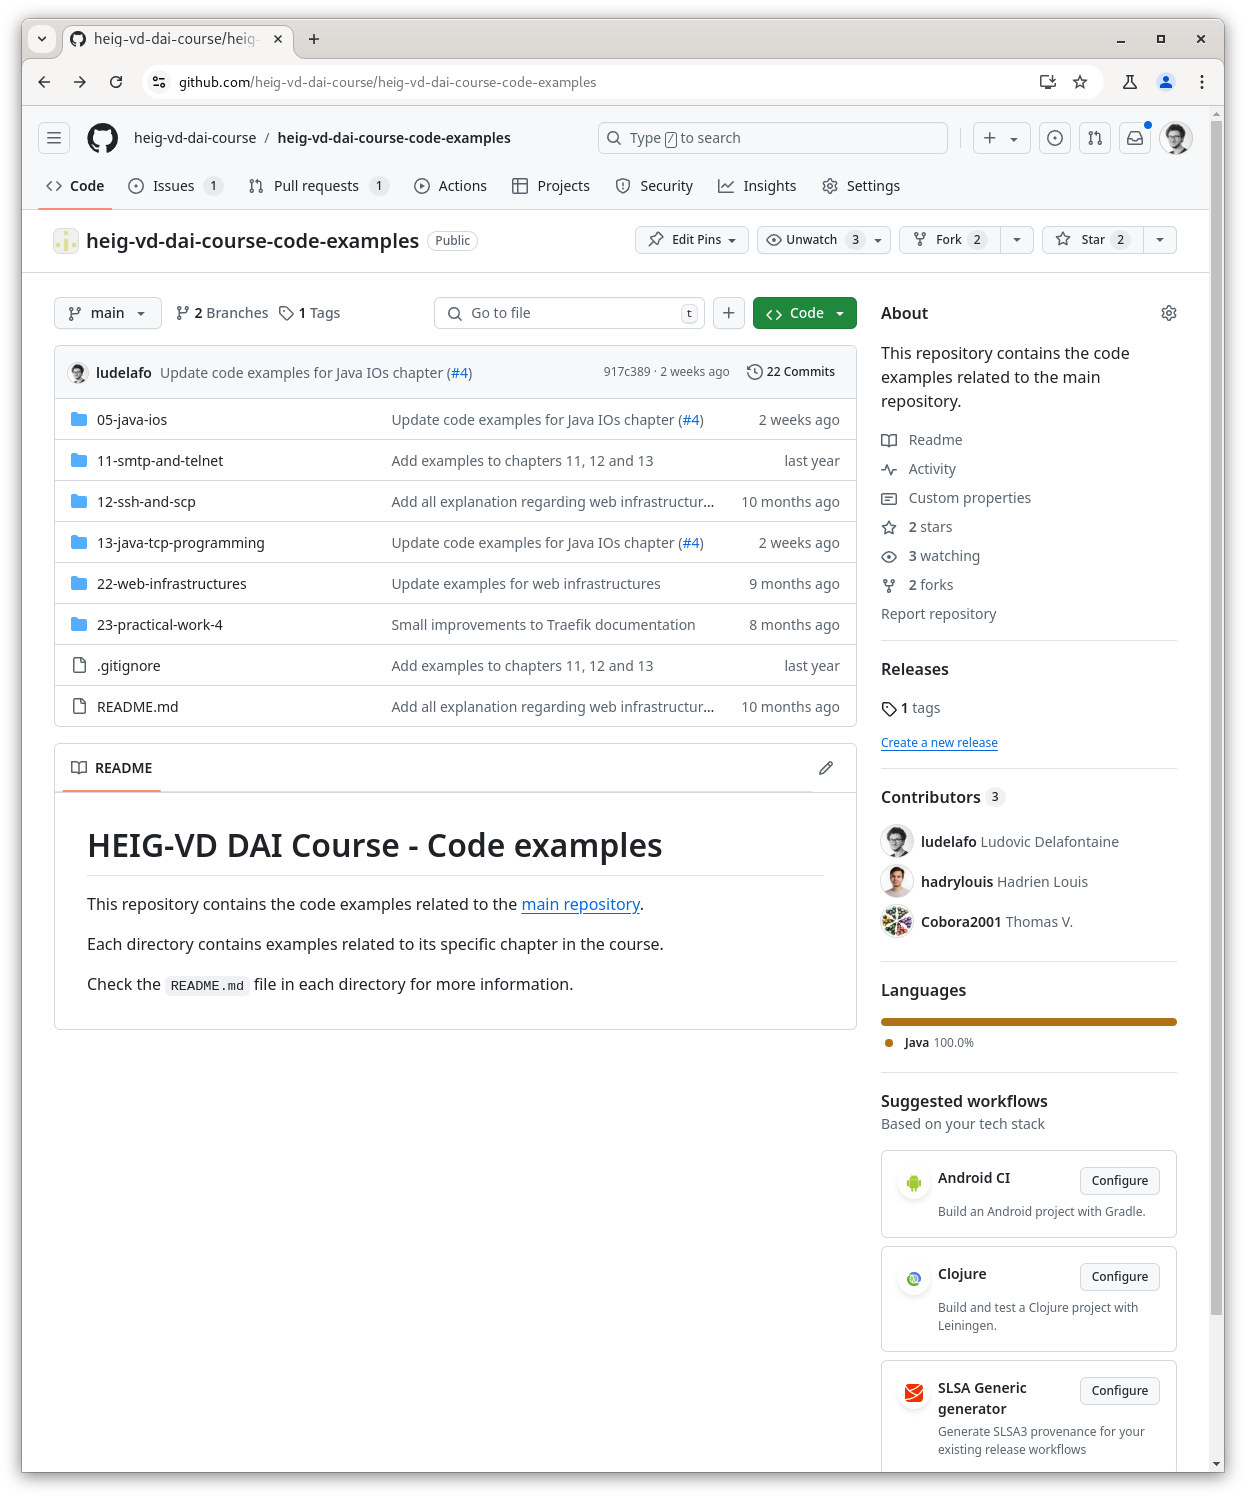 heig-vd-dai-course/heig-
github.com/heig-vd-dai-course/heig-vd-dai-course-code-examples
heig-vd-dai-course / heig-vd-dai-course-code-examples
Type / to search
Code
Issues 1
Pull requests 1
Actions
Projects
Security
Insights
Settings
heig-vd-dai-course-code-examples Public
Edit Pins
Unwatch 3
Fork 2
Star 2
main
2 Branches
1 Tags
Go to file t
Code
ludelafo Update code examples for Java IOs chapter (#4) 917c389 · 2 weeks ago 22 Commits
05-java-ios Update code examples for Java IOs chapter (#4) 2 weeks ago
11-smtp-and-telnet Add examples to chapters 11, 12 and 13 last year
12-ssh-and-scp Add all explanation regarding web infrastructur... 10 months ago
13-java-tcp-programming Update code examples for Java IOs chapter (#4) 2 weeks ago
22-web-infrastructures Update examples for web infrastructures 9 months ago
23-practical-work-4 Small improvements to Traefik documentation 8 months ago
.gitignore Add examples to chapters 11, 12 and 13 last year
README.md Add all explanation regarding web infrastructur... 10 months ago
README
HEIG-VD DAI Course - Code examples
This repository contains the code examples related to the main repository.
Each directory contains examples related to its specific chapter in the course.
Check the README.md file in each directory for more information.
About
This repository contains the code
examples related to the main
repository.
Readme
Activity
Custom properties
2 stars
3 watching
2 forks
Report repository
Releases
1 tags
Create a new release
Contributors 3
ludelafo Ludovic Delafontaine
hadrylouis Hadrien Louis
Cobora2001 Thomas V.
Languages
Java 100.0%
Suggested workflows
Based on your tech stack
Android CI
Configure
Build an Android project with Gradle.
Clojure
Configure
Build and test a Clojure project with
Leiningen.
SLSA Generic
generator
Configure
Generate SLSA3 provenance for your
existing release workflows